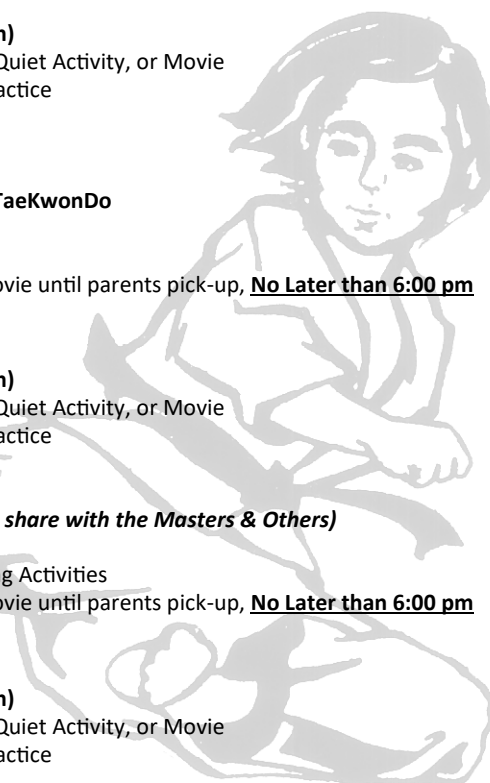 n)
Quiet Activity, or Movie
actice
TaeKwonDo
ovie until parents pick-up, No Later than 6:00 pm
n)
Quiet Activity, or Movie
actice
share with the Masters & Others)
g Activities
ovie until parents pick-up, No Later than 6:00 pm
n)
Quiet Activity, or Movie
actice